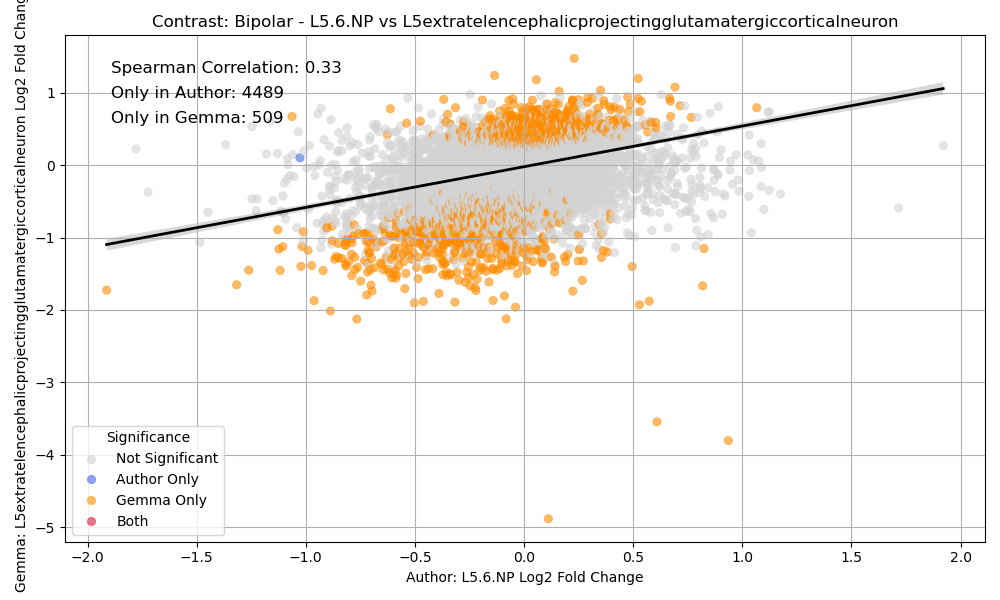 Contrast: Bipolar - L5.6.NP vs L5extratelencephalicprojectingglutamatergiccorticalneuron
Gemma: L5extratelencephalicprojectingglutamatergiccorticalneuron Log2 Fold Chang
Spearman Correlation: 0.33
Only in Author: 4489
Only in Gemma: 509
1
0
−1
−2
−3
−4
−5
Significance
Not Significant
Author Only
Gemma Only
Both
−2.0 −1.5 −1.0 −0.5 0.0 0.5 1.0 1.5 2.0
Author: L5.6.NP Log2 Fold Change